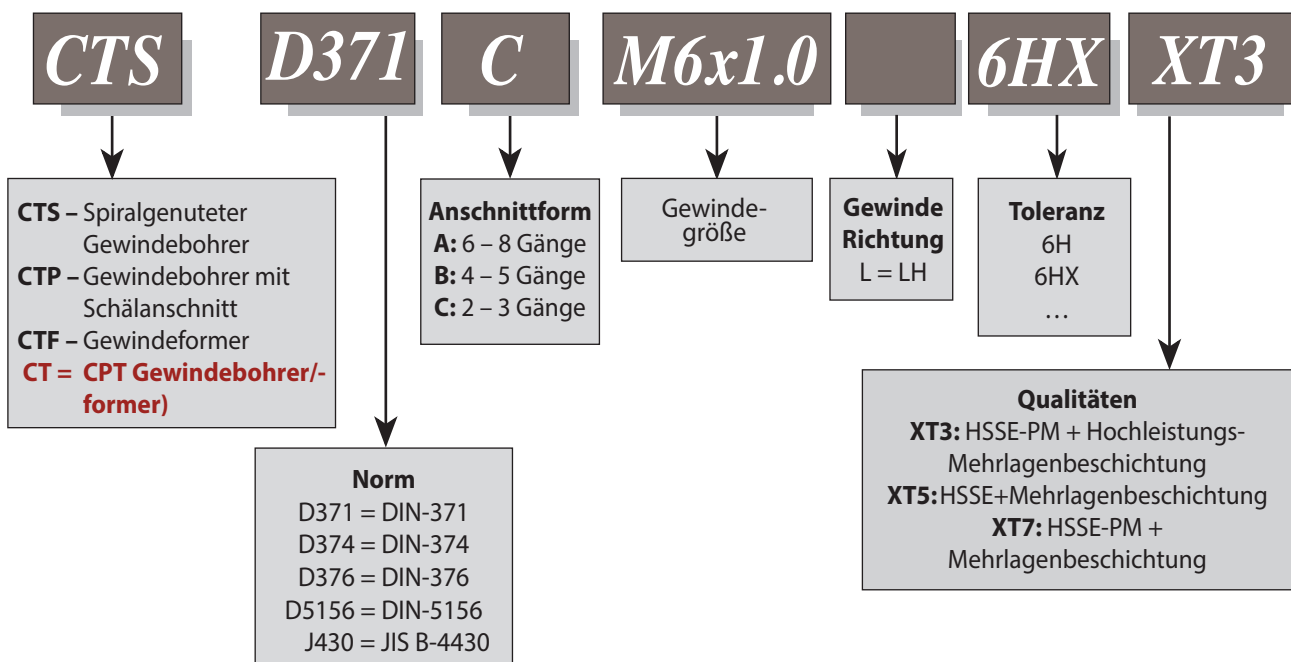 CTS D371 C M6x1.0 6HX XT3
CTS – Spiralgenuteter
Gewindebohrer
CTP – Gewindebohrer mit
Schälanschnitt
CTF – Gewindeformer
CT = CPT Gewindebohrer/-
former)
Norm
D371 = DIN-371
D374 = DIN-374
D376 = DIN-376
D5156 = DIN-5156
J430 = JIS B-4430
Anschnittform
A: 6 – 8 Gänge
B: 4 – 5 Gänge
C: 2 – 3 Gänge
Gewinde-
größe
Gewinde
Richtung
L = LH
Toleranz
6H
6HX
…
Qualitäten
XT3: HSSE-PM + Hochleistungs-
Mehrlagenbeschichtung
XT5:HSSE+Mehrlagenbeschichtung
XT7: HSSE-PM +
Mehrlagenbeschichtung